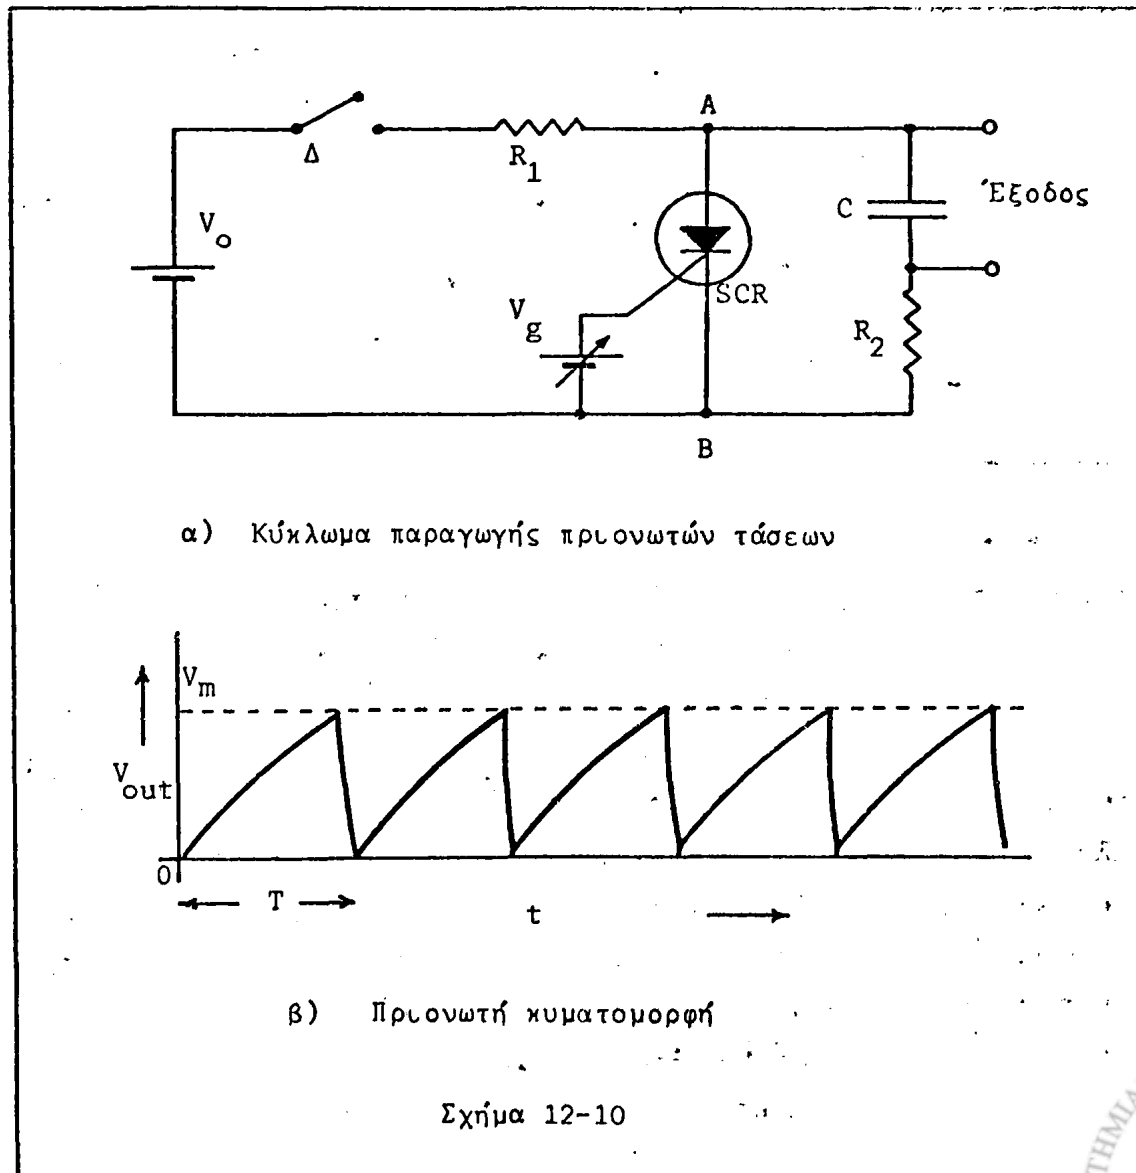 A
Δ
R1
C
Έξοδος
Vo
SCR
Vg
R2
B
α) Κύκλωμα παραγωγής πριονωτών τάσεων
Vm
Vout
0
T
t
β) Πριονωτή κυματομορφή
Σχήμα 12-10